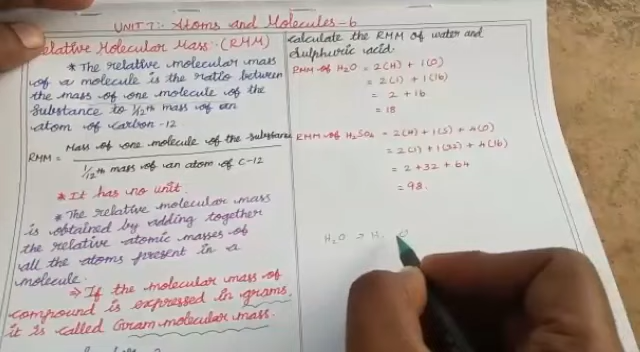 UNIT 7:- Atoms and Molecules-6
Relative Molecular Mass:- (RMM)
* The relative molecular mass
of a molecule is the ratio between
the mass of one molecule of the
substance to 1/12th mass of an
atom of Carbon-12
RMM = Mass of one molecule of the substance
1/12th mass of an atom of C-12
* It has no unit.
* The relative molecular mass
is obtained by adding together
the relative atomic masses of
all the atoms present in a
molecule.
⇒ If the molecular mass of
compound is expressed in grams,
it is called Gram molecular mass.
calculate the RMM of water and
sulphuric acid.
RMM of H₂O = 2(H) + 1(O)
= 2(1) + 1(16)
= 2 + 16
= 18
RMM of H₂SO₄ = 2(H) + 1(S) + 4(O)
= 2(1) + 1(32) + 4(16)
= 2 + 32 + 64
= 98.
H₂O ⇒ H,